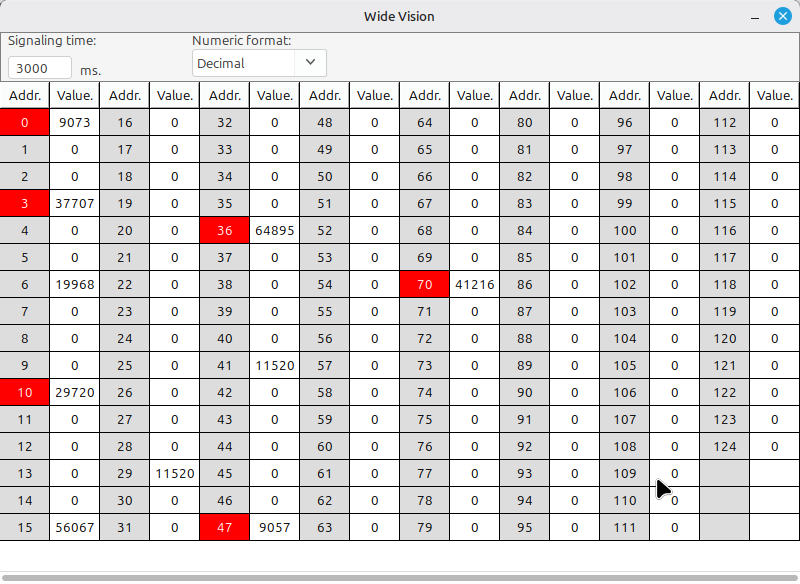 Wide Vision
Signaling time: Numeric format:
3000 ms. Decimal
Addr. Value. Addr. Value. Addr. Value. Addr. Value. Addr. Value. Addr. Value. Addr. Value. Addr. Value.
0 9073 16 0 32 0 48 0 64 0 80 0 96 0 112 0
1 0 17 0 33 0 49 0 65 0 81 0 97 0 113 0
2 0 18 0 34 0 50 0 66 0 82 0 98 0 114 0
3 37707 19 0 35 0 51 0 67 0 83 0 99 0 115 0
4 0 20 0 36 64895 52 0 68 0 84 0 100 0 116 0
5 0 21 0 37 0 53 0 69 0 85 0 101 0 117 0
6 19968 22 0 38 0 54 0 70 41216 86 0 102 0 118 0
7 0 23 0 39 0 55 0 71 0 87 0 103 0 119 0
8 0 24 0 40 0 56 0 72 0 88 0 104 0 120 0
9 0 25 0 41 11520 57 0 73 0 89 0 105 0 121 0
10 29720 26 0 42 0 58 0 74 0 90 0 106 0 122 0
11 0 27 0 43 0 59 0 75 0 91 0 107 0 123 0
12 0 28 0 44 0 60 0 76 0 92 0 108 0 124 0
13 0 29 11520 45 0 61 0 77 0 93 0 109 0
14 0 30 0 46 0 62 0 78 0 94 0 110 0
15 56067 31 0 47 9057 63 0 79 0 95 0 111 0